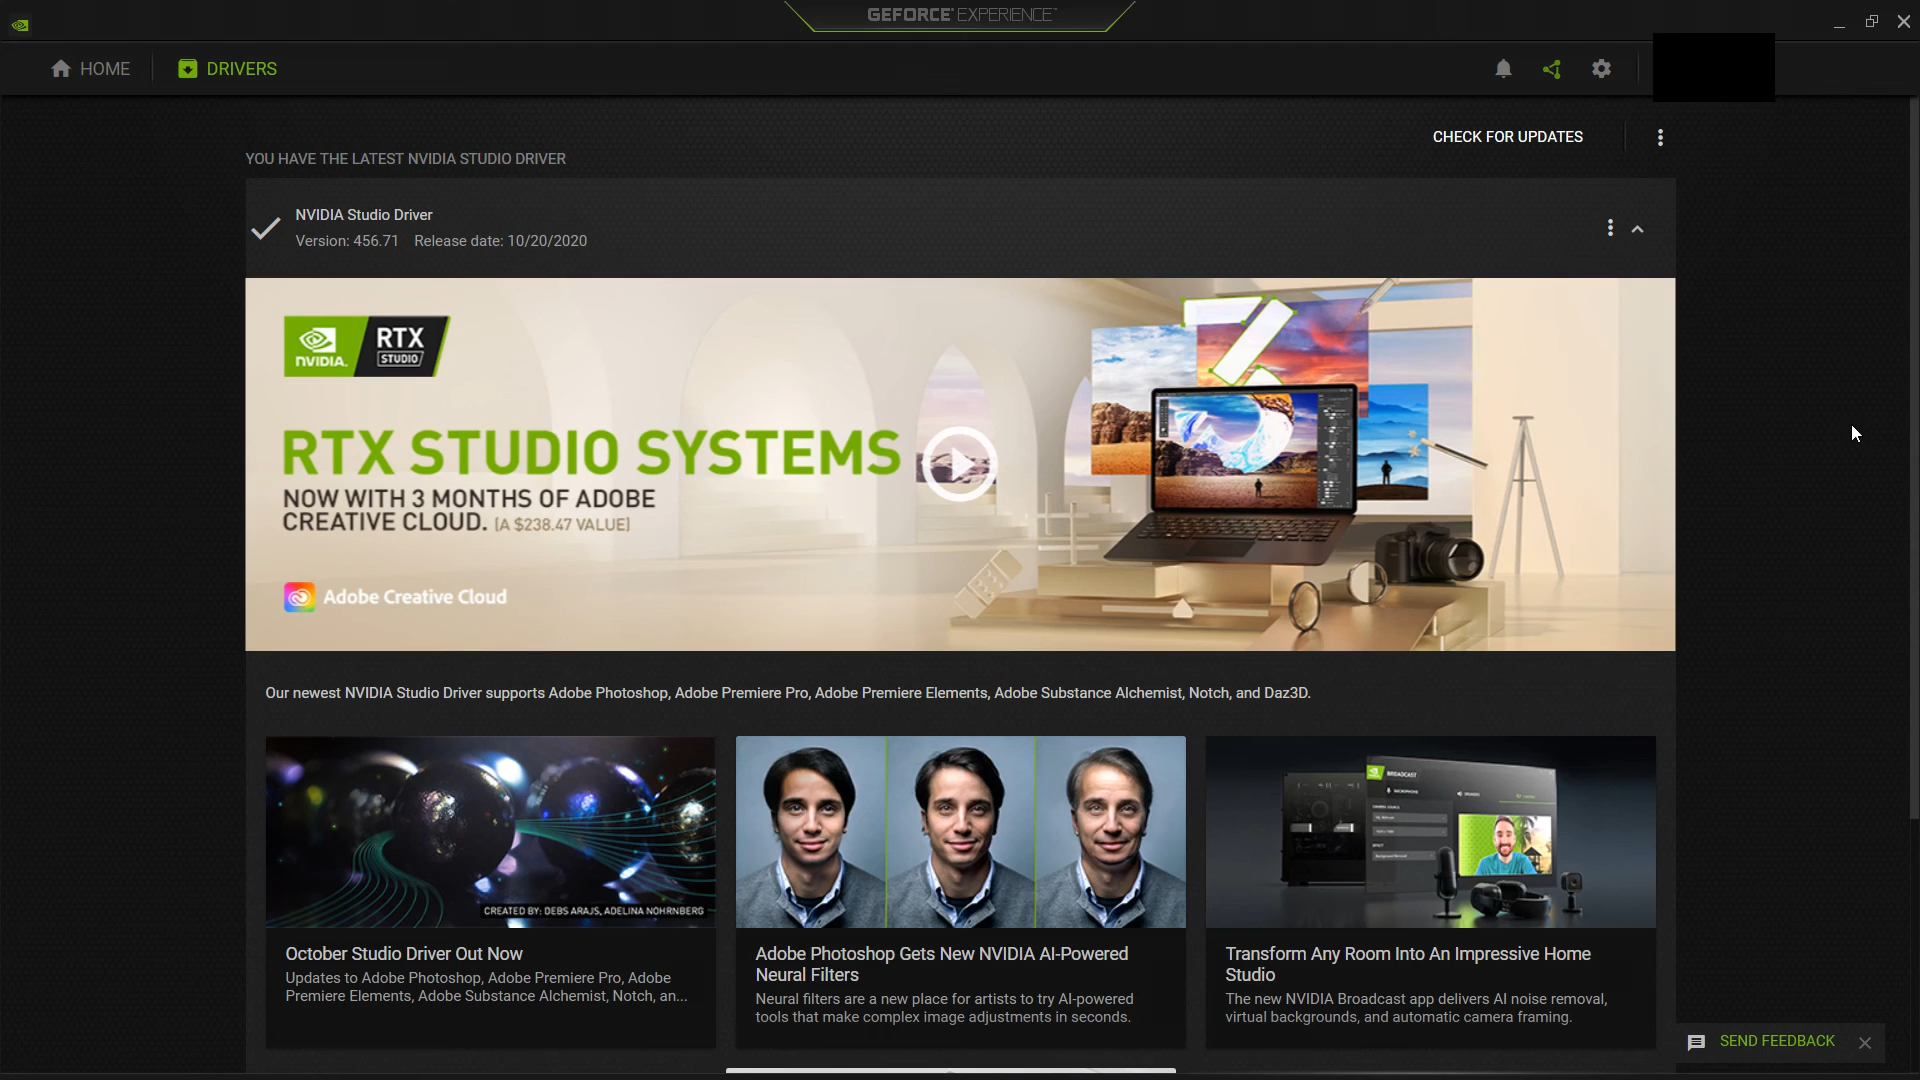 GEFORCE® EXPERIENCE™
HOME
DRIVERS
CHECK FOR UPDATES
YOU HAVE THE LATEST NVIDIA STUDIO DRIVER
NVIDIA Studio Driver
Version: 456.71 Release date: 10/20/2020
NVIDIA.
RTX
STUDIO
RTX STUDIO SYSTEMS
NOW WITH 3 MONTHS OF ADOBE
CREATIVE CLOUD. (A $238.47 VALUE)
Adobe Creative Cloud
Our newest NVIDIA Studio Driver supports Adobe Photoshop, Adobe Premiere Pro, Adobe Premiere Elements, Adobe Substance Alchemist, Notch, and Daz3D.
BROADCAST
CREATED BY: DEBS ARAJS, ADELINA NOHRNBERG
October Studio Driver Out Now
Updates to Adobe Photoshop, Adobe Premiere Pro, Adobe
Premiere Elements, Adobe Substance Alchemist, Notch, an...
Adobe Photoshop Gets New NVIDIA AI-Powered
Neural Filters
Neural filters are a new place for artists to try AI-powered
tools that make complex image adjustments in seconds.
Transform Any Room Into An Impressive Home
Studio
The new NVIDIA Broadcast app delivers AI noise removal,
virtual backgrounds, and automatic camera framing.
SEND FEEDBACK